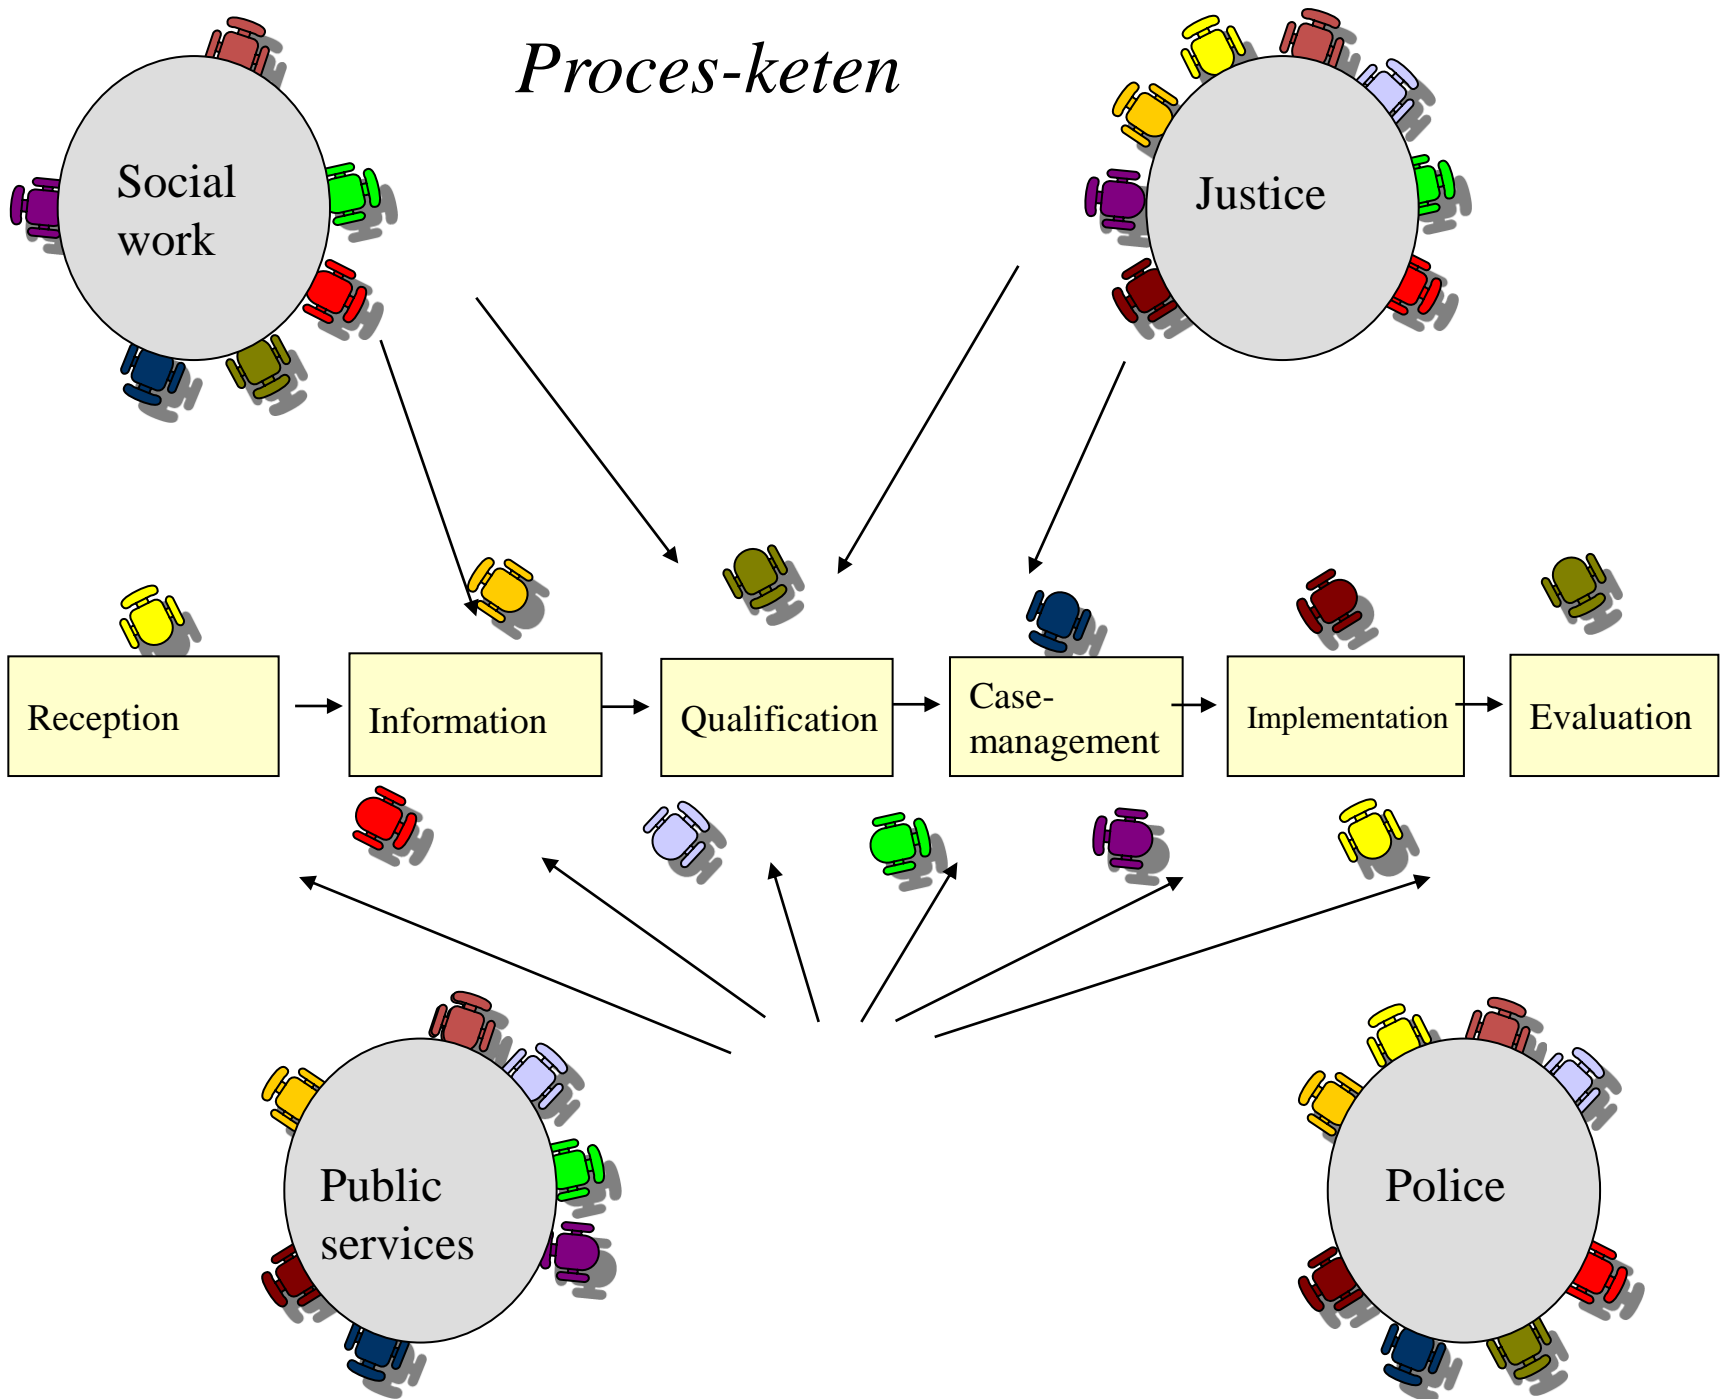 Proces-keten
Social
work
Justice
Reception
Information
Qualification
Case-
management
Implementation
Evaluation
Public
services
Police